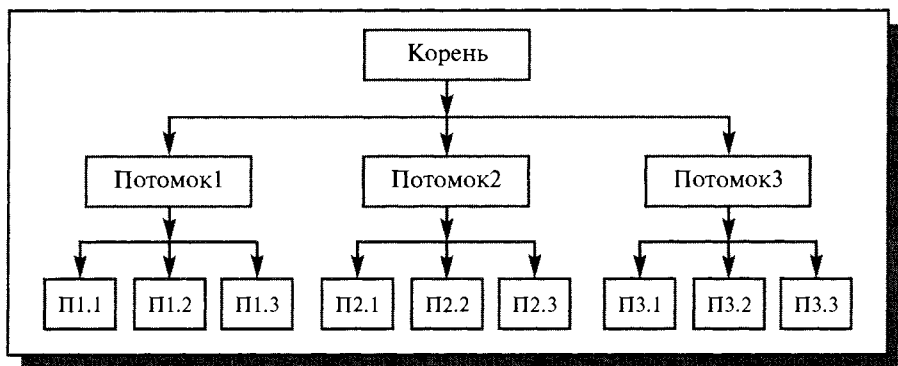 Корень
Потомок1 Потомок2 Потомок3
П1.1 П1.2 П1.3 П2.1 П2.2 П2.3 П3.1 П3.2 П3.3